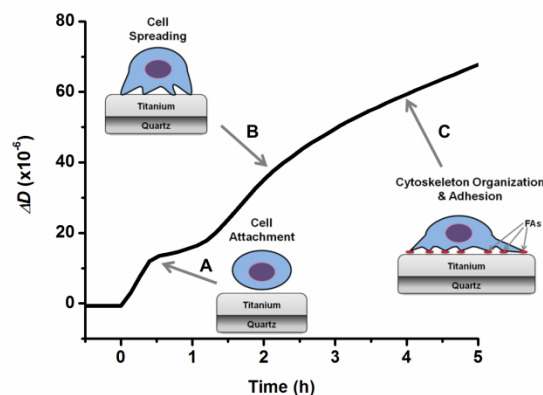 Cell
Spreading
Titanium
Quartz
B
C
A
Cell
Attachment
Titanium
Quartz
Cytoskeleton Organization
& Adhesion
FAs
Titanium
Quartz
ΔD (x10-6)
80
60
40
20
0
0 1 2 3 4 5
Time (h)